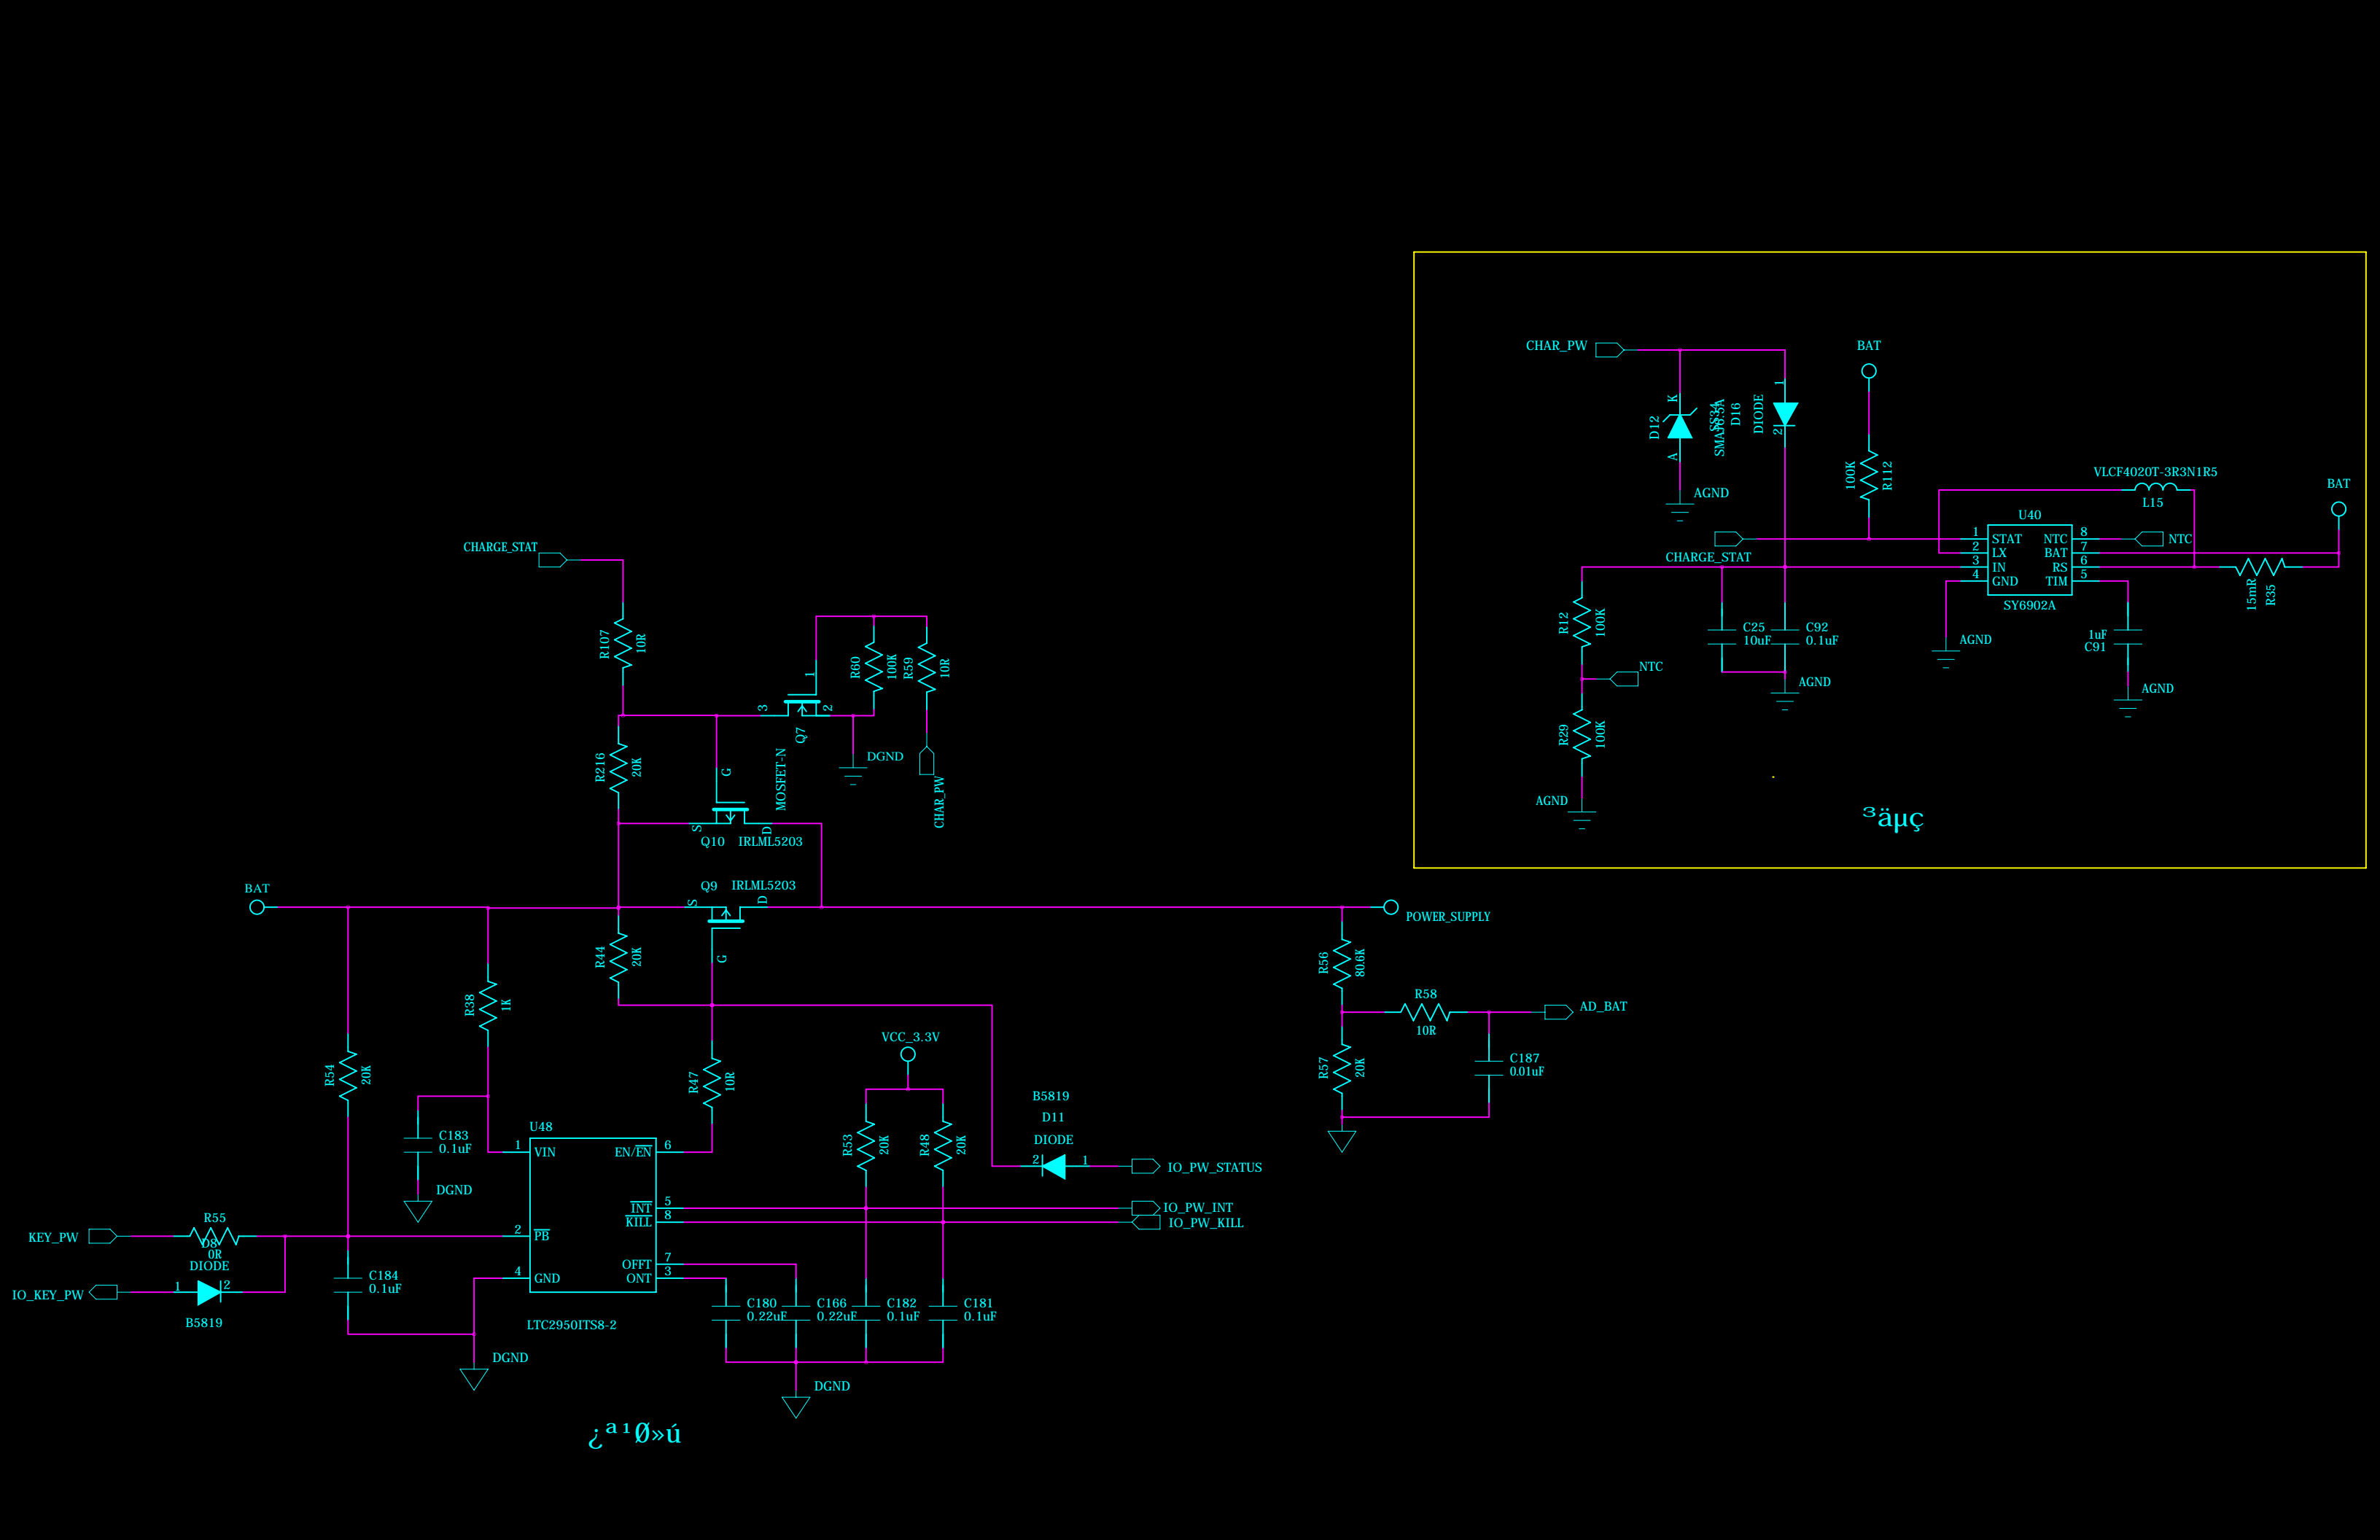 CHAR_PW
BAT
K
D12
A
SMAJ6.5A
D16
DIODE
1
2
AGND
100K
R112
VLCF4020T-3R3N1R5
L15
BAT
U40
CHARGE_STAT
1 STAT NTC 8
2 LX BAT 7
3 IN RS 6
4 GND TIM 5
NTC
SY6902A
15mR
R35
R12
100K
C25
10uF
C92
0.1uF
AGND
1uF
C91
NTC
AGND
AGND
R29
100K
AGND
³äµç
CHARGE_STAT
R107
10R
1
R60
100K
R59
10R
3
2
Q7
MOSFET-N
DGND
CHAR_PW
R216
20K
G
S
D
Q10 IRLML5203
BAT
Q9 IRLML5203
S
D
G
POWER_SUPPLY
R44
20K
R56
80.6K
R38
1K
R58
10R
AD_BAT
VCC_3.3V
R54
20K
R47
10R
R57
20K
C187
0.01uF
B5819
D11
DIODE
2
1
IO_PW_STATUS
C183
0.1uF
DGND
U48
R53
20K
R48
20K
1 VIN EN/EN 6
INT 5
KILL 8
2 PB
OFFT 7
4 GND ONT 3
IO_PW_INT
IO_PW_KILL
R55
KEY_PW
D8
0R
DIODE
1
2
IO_KEY_PW
B5819
C184
0.1uF
LTC2950ITS8-2
C180
0.22uF
C166
0.22uF
C182
0.1uF
C181
0.1uF
DGND
DGND
¿ª¹Ø»ú